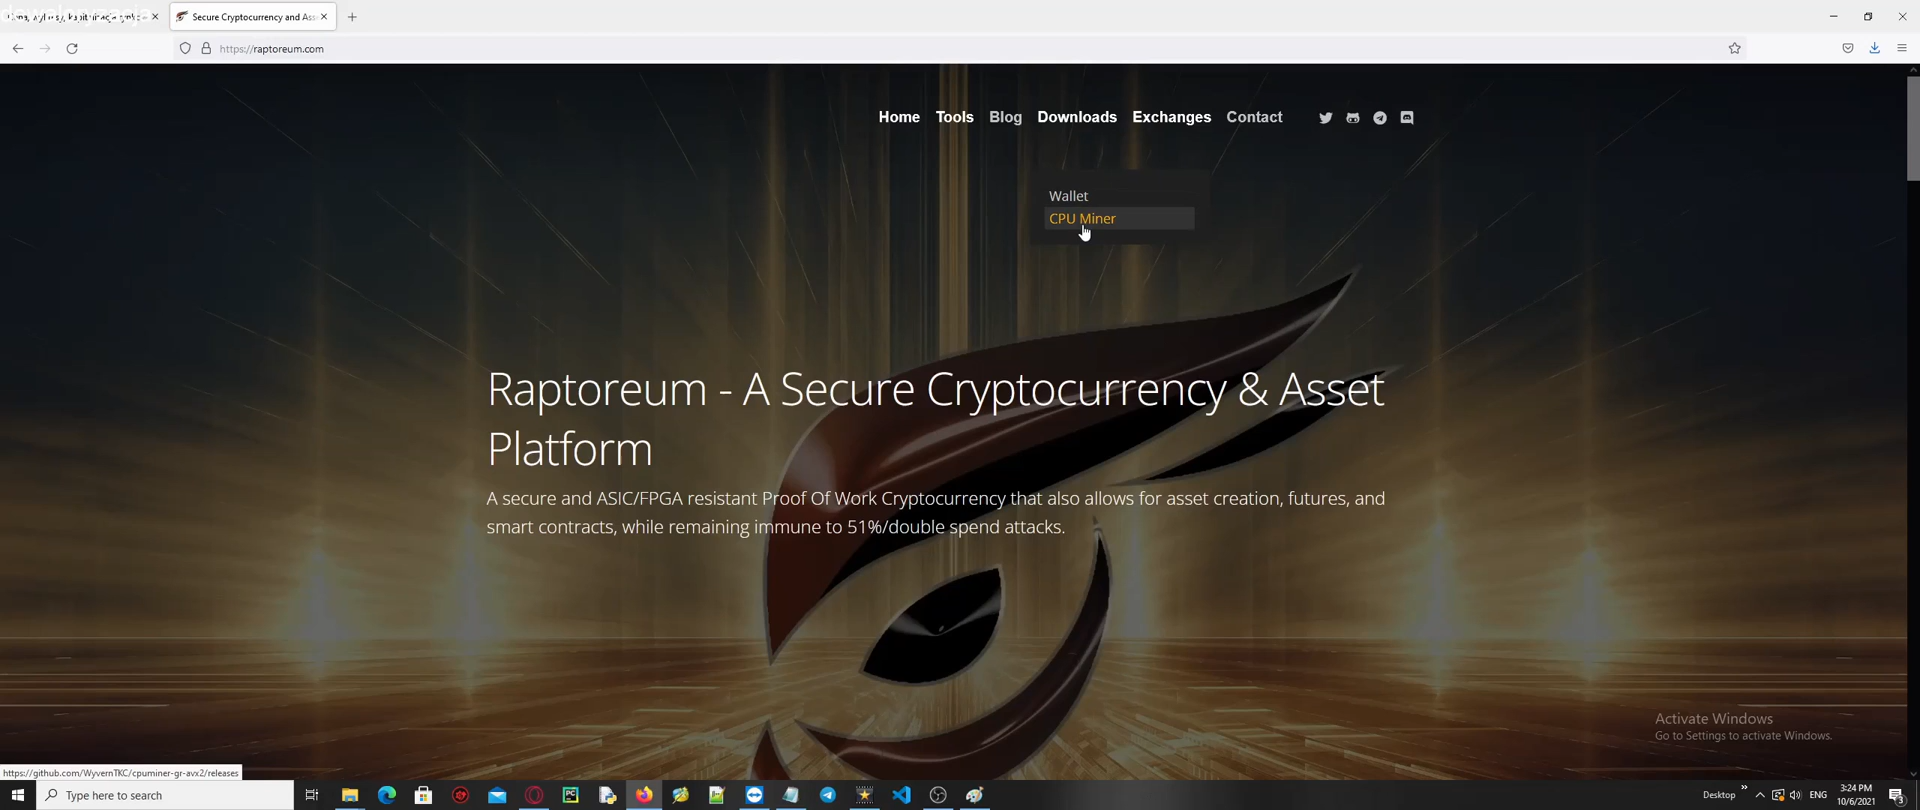 Secure Cryptocurrency and Ass
https://raptoreum.com
Home Tools Blog Downloads Exchanges Contact
Wallet
CPU Miner
Raptoreum - A Secure Cryptocurrency & Asset
Platform
A secure and ASIC/FPGA resistant Proof Of Work Cryptocurrency that also allows for asset creation, futures, and
smart contracts, while remaining immune to 51%/double spend attacks.
Activate Windows
Go to Settings to activate Windows.
https://github.com/WyvernTKC/cpuminer-gr-avx2/releases
Type here to search
Desktop
ENG
3:24 PM
10/6/2021
3